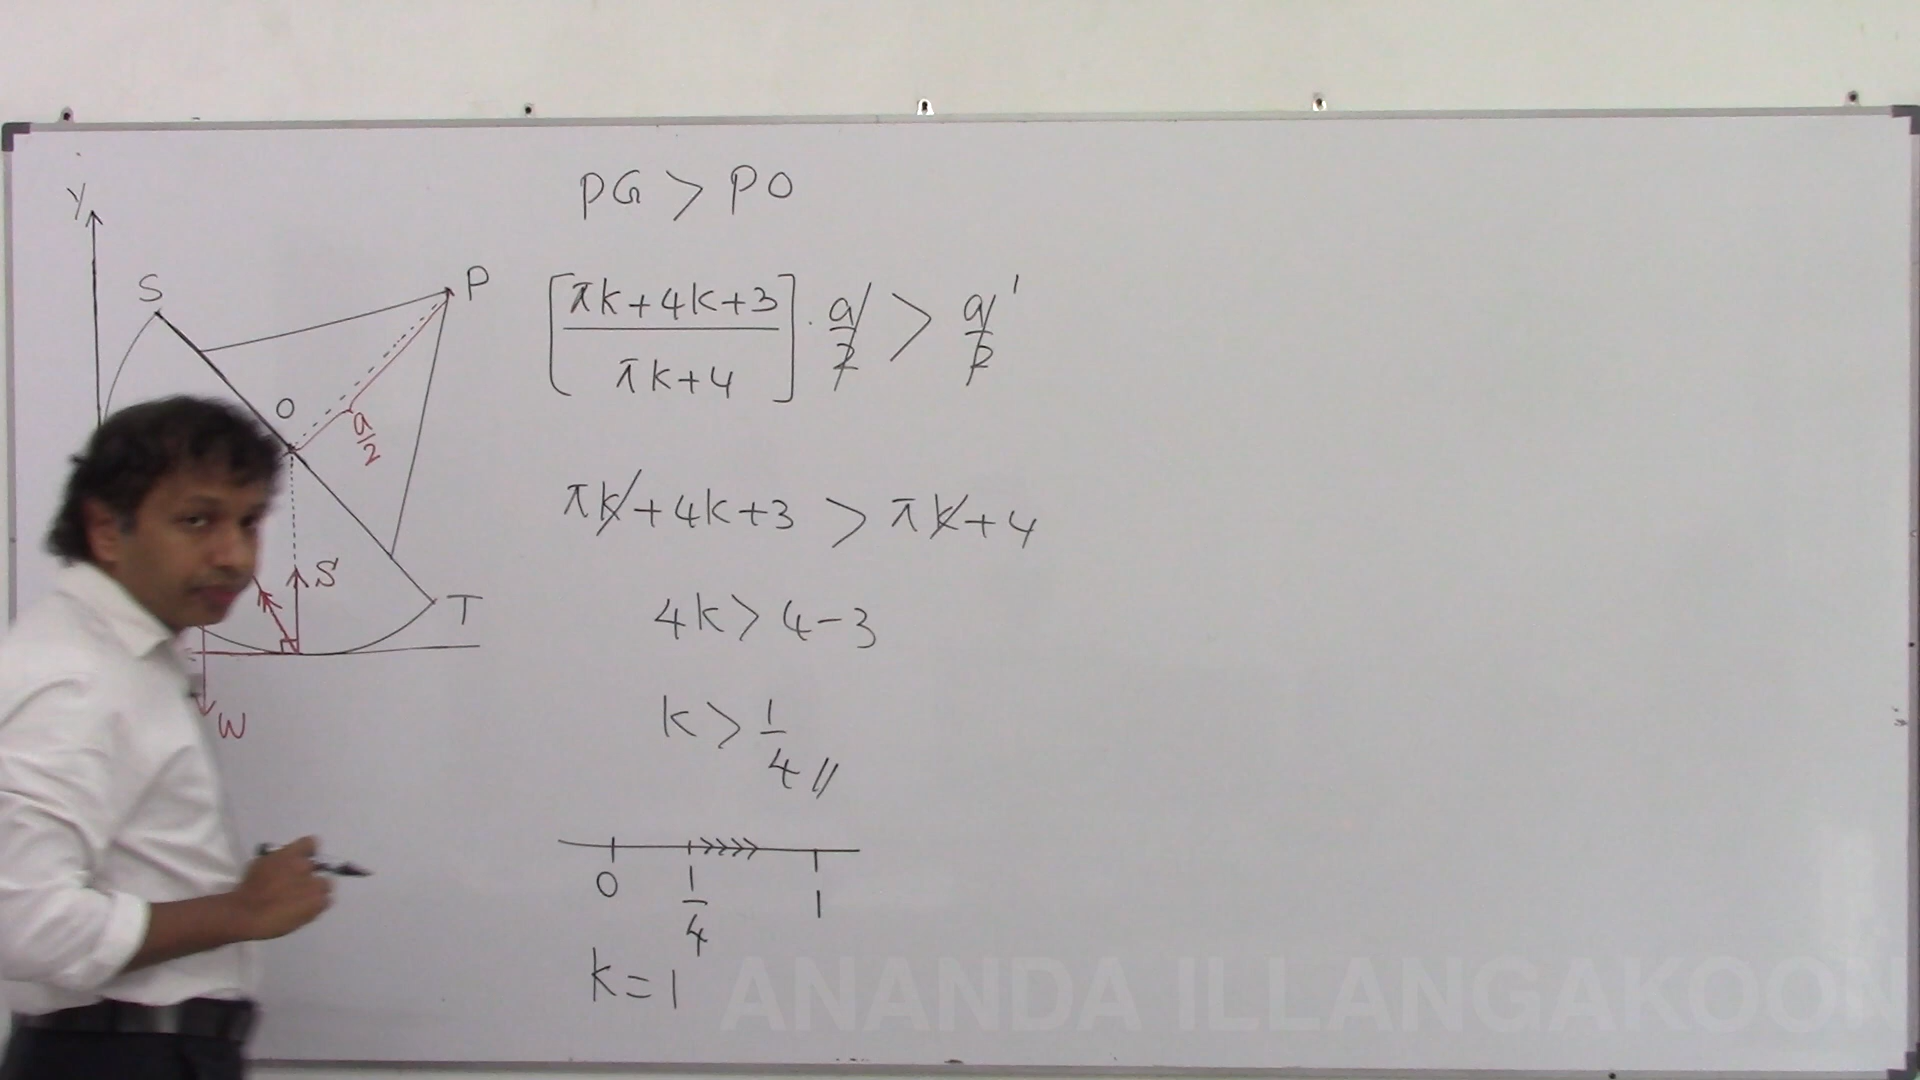 Y
S
P
O
a/2
S
T
W
PG > PO
[(πk+4k+3)/(πk+4)] · a/2 > a/2 1
πk+4k+3 > πk+4
4k > 4-3
k > 1/4 //
0 1/4 1
k=1
ANANDA ILLANGAKOON